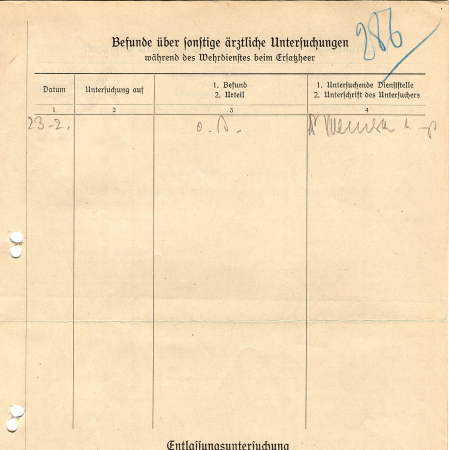 286
Befunde über sonstige ärztliche Untersuchungen
während des Wehrdienstes beim Ersatzheer
Datum
Untersuchung auf
1. Befund
2. Urteil
1. Untersuchende Dienststelle
2. Unterschrift des Untersuchers
1 2 3 4
23.2. o. B.
Entlassungsuntersuchung